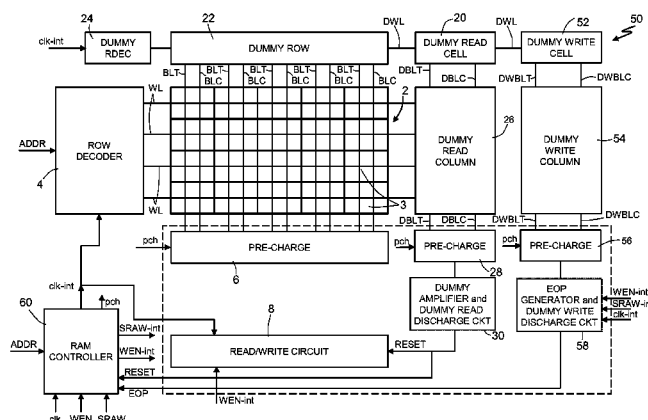 24
22
20
52
50
DWL
DWL
clk-int
DUMMY RDEC
DUMMY ROW
DUMMY READ CELL
DUMMY WRITE CELL
BLT BLT BLT BLT BLT
BLC BLC BLC BLC BLC
DBLT
DBLC
DWBLT
DWBLC
WL
2
26
ADDR
ROW DECODER
DUMMY READ COLUMN
DUMMY WRITE COLUMN
54
4
WL
3
DBLT
DBLC
DWBLT
DWBLC
pch
PRE-CHARGE
pch
PRE-CHARGE
pch
PRE-CHARGE
56
6
28
clk-int
pch
60
8
DUMMY AMPLIFIER AND DUMMY READ DISCHARGE CKT
30
EOP GENERATOR AND DUMMY WRITE DISCHARGE CKT
58
WEN-int
SRAW-int
clk-int
SRAW-int
ADDR
RAM CONTROLLER
WEN-int
READ/WRITE CIRCUIT
RESET
RESET
EOP
WEN-int
clk WEN SRAW